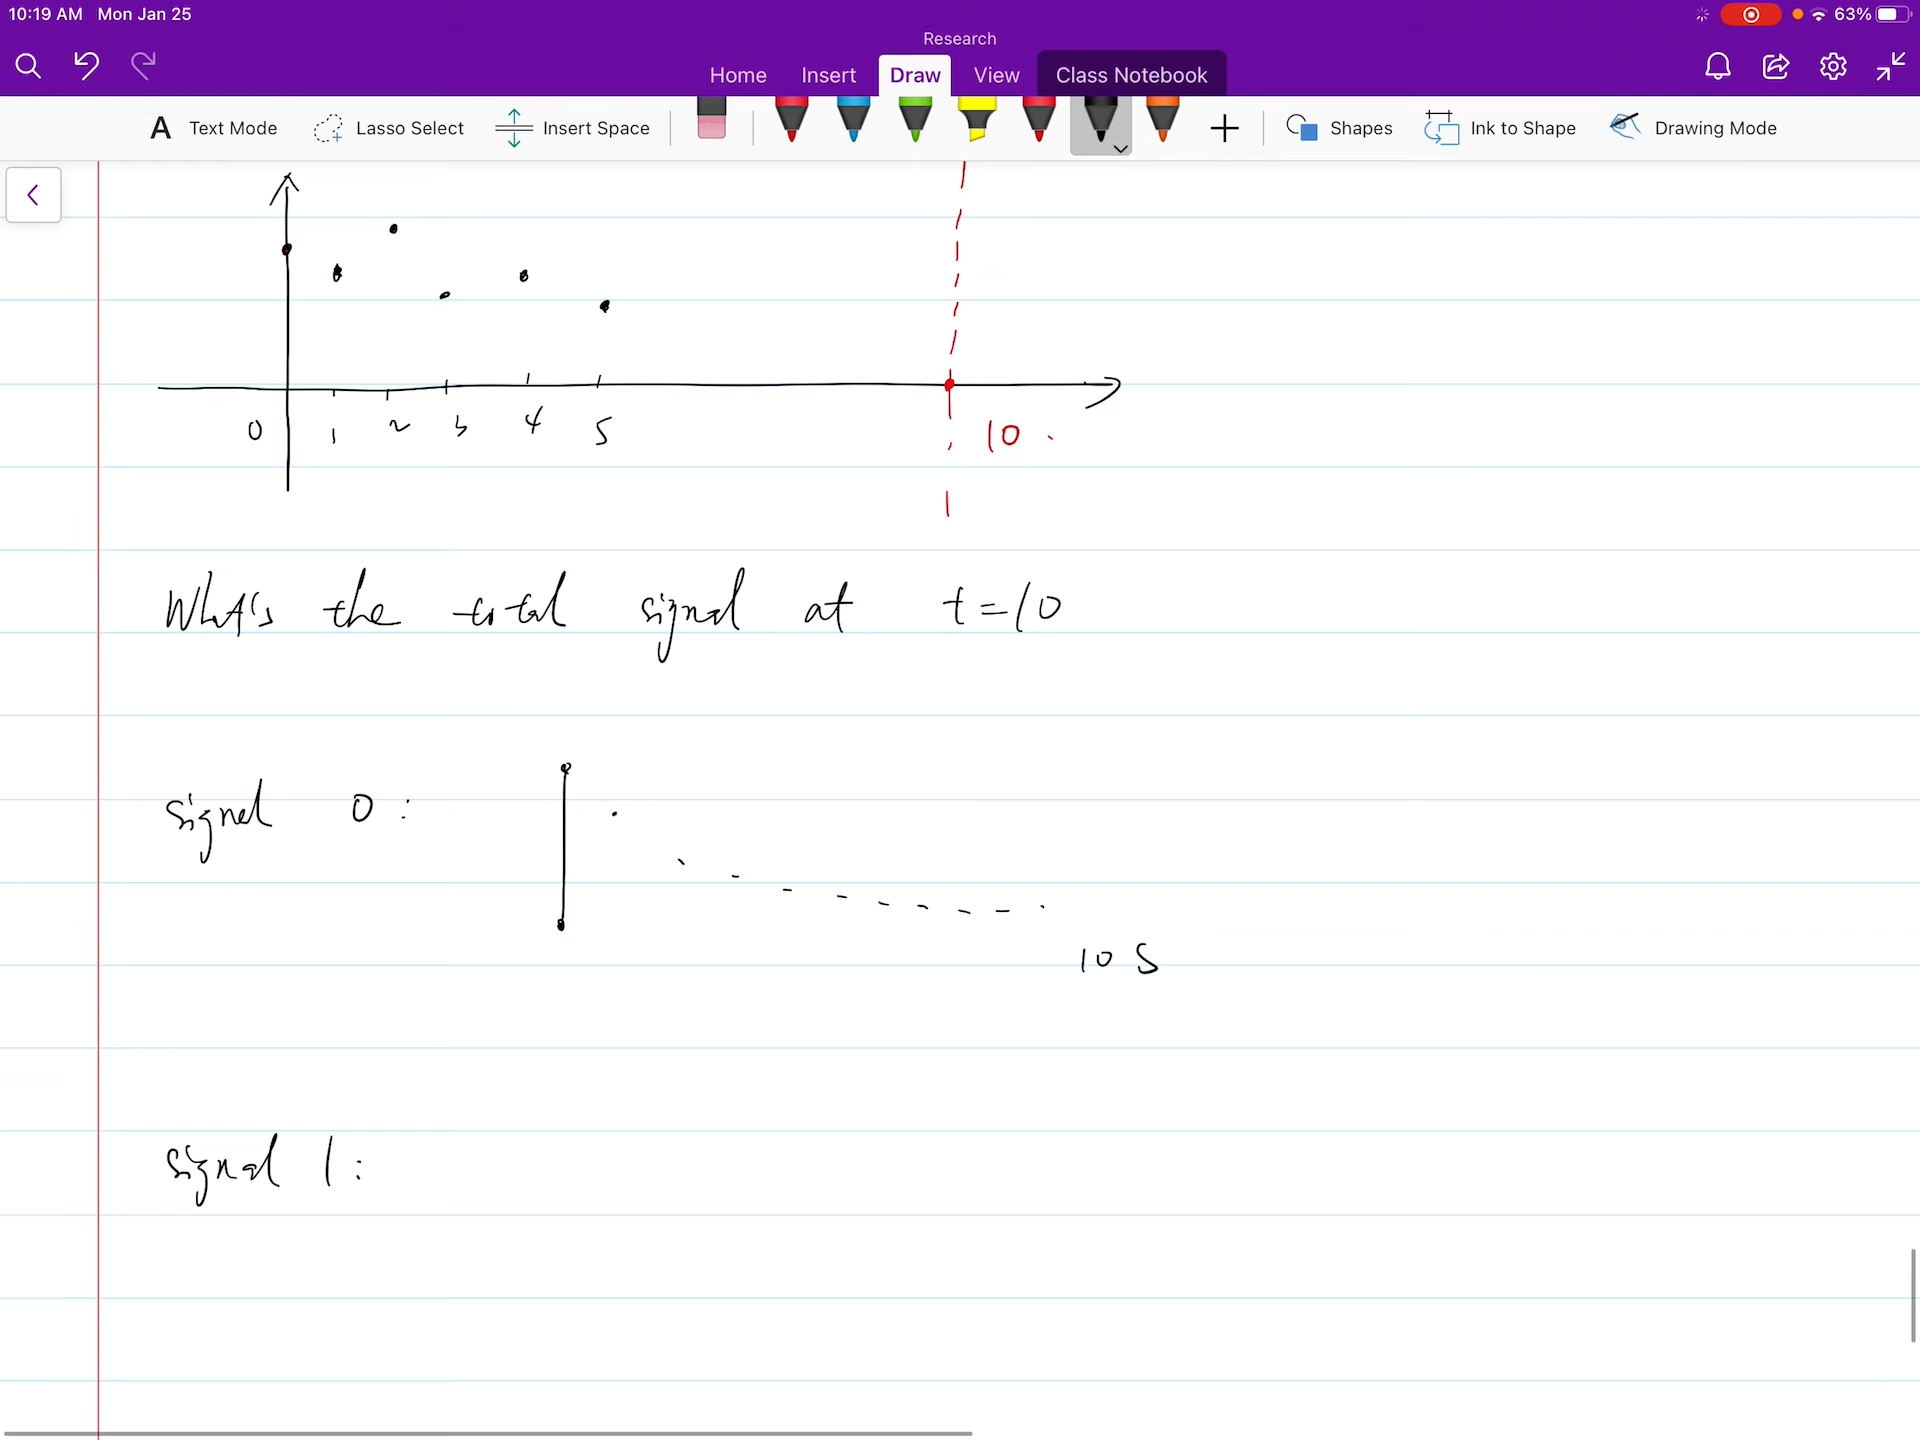 10:19 AM Mon Jan 25
63%
Research
Home Insert Draw View Class Notebook
Text Mode Lasso Select Insert Space Shapes Ink to Shape Drawing Mode
0 1 2 3 4 5 10
What's the total signal at t=10
signal 0:
10 S
signal 1: